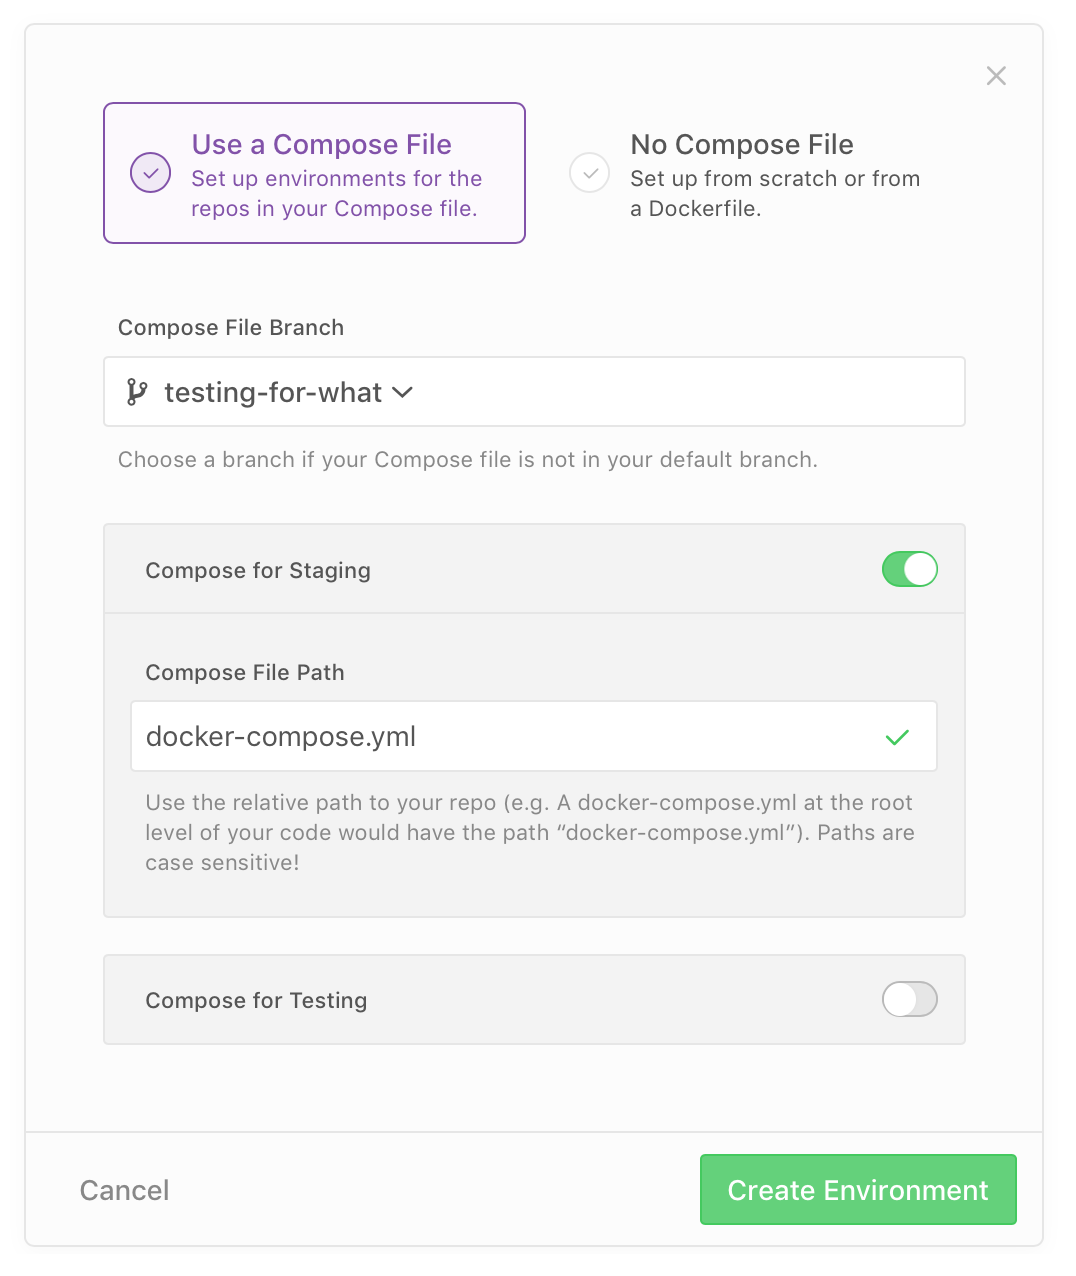 Use a Compose File
Set up environments for the
repos in your Compose file.
No Compose File
Set up from scratch or from
a Dockerfile.
Compose File Branch
testing-for-what
Choose a branch if your Compose file is not in your default branch.
Compose for Staging
Compose File Path
docker-compose.yml
Use the relative path to your repo (e.g. A docker-compose.yml at the root
level of your code would have the path “docker-compose.yml”). Paths are
case sensitive!
Compose for Testing
Cancel
Create Environment